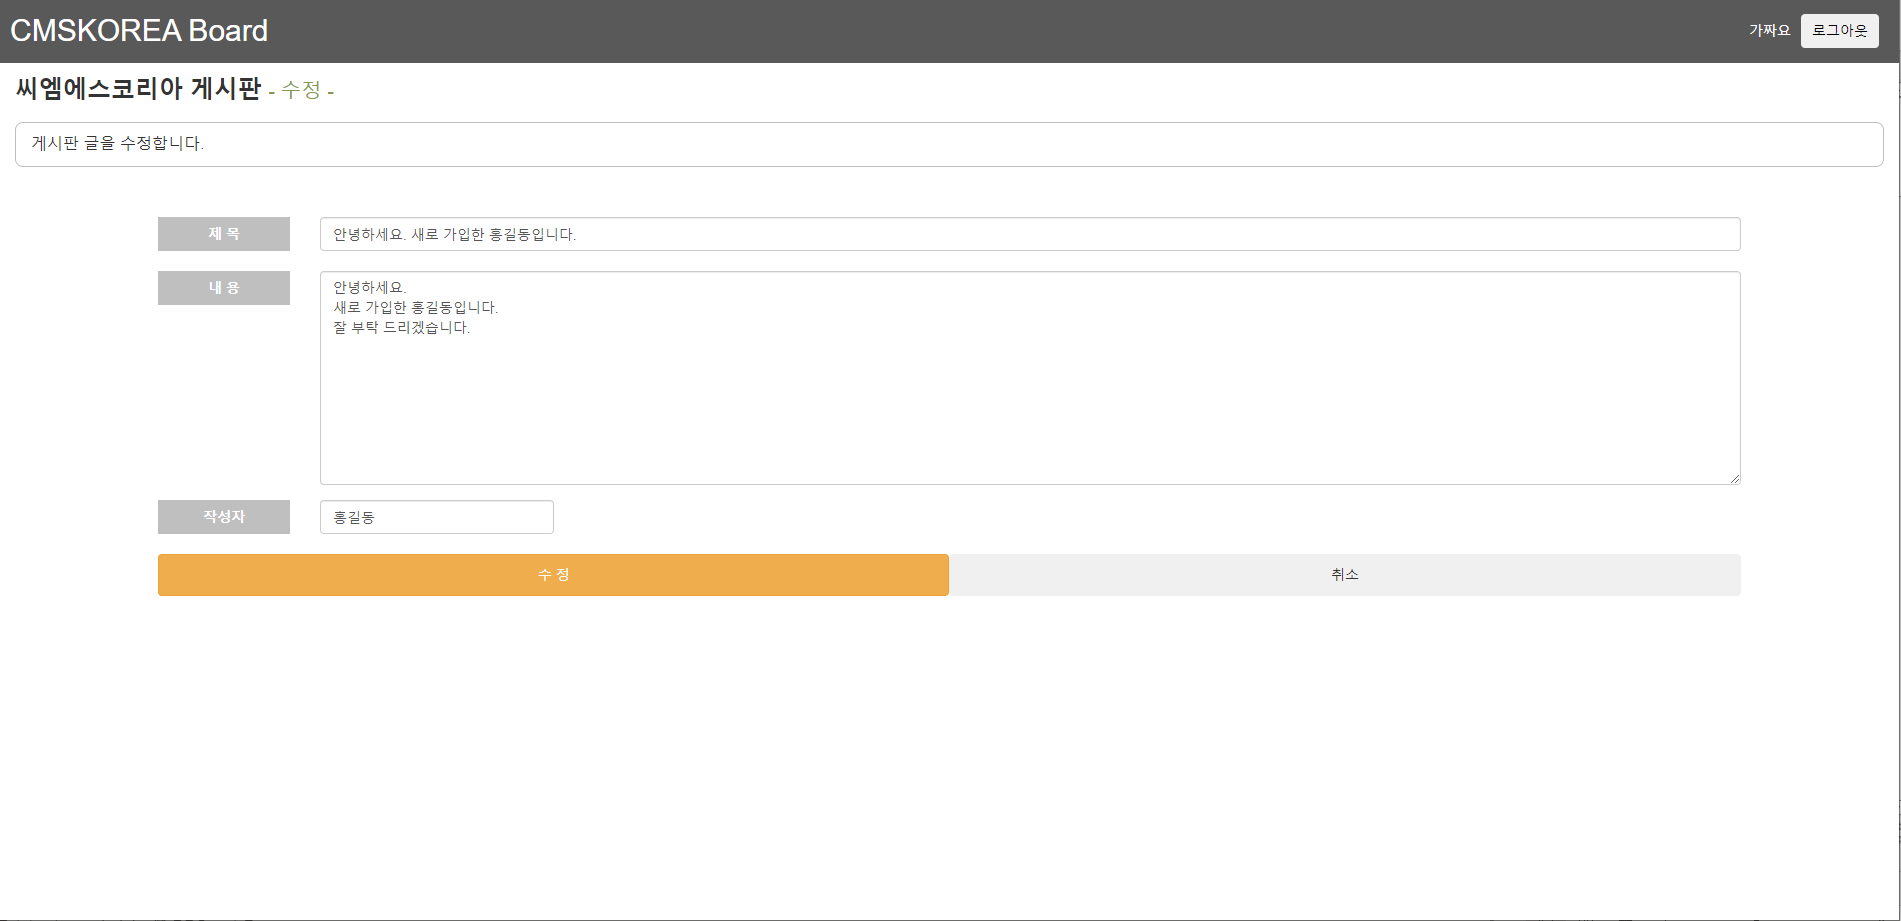 CMSKOREA Board
가짜요 로그아웃
씨엠에스코리아 게시판 - 수정 -
게시판 글을 수정합니다.
제 목 안녕하세요. 새로 가입한 홍길동입니다.
내 용 안녕하세요.
새로 가입한 홍길동입니다.
잘 부탁 드리겠습니다.
작성자 홍길동
수 정 취소